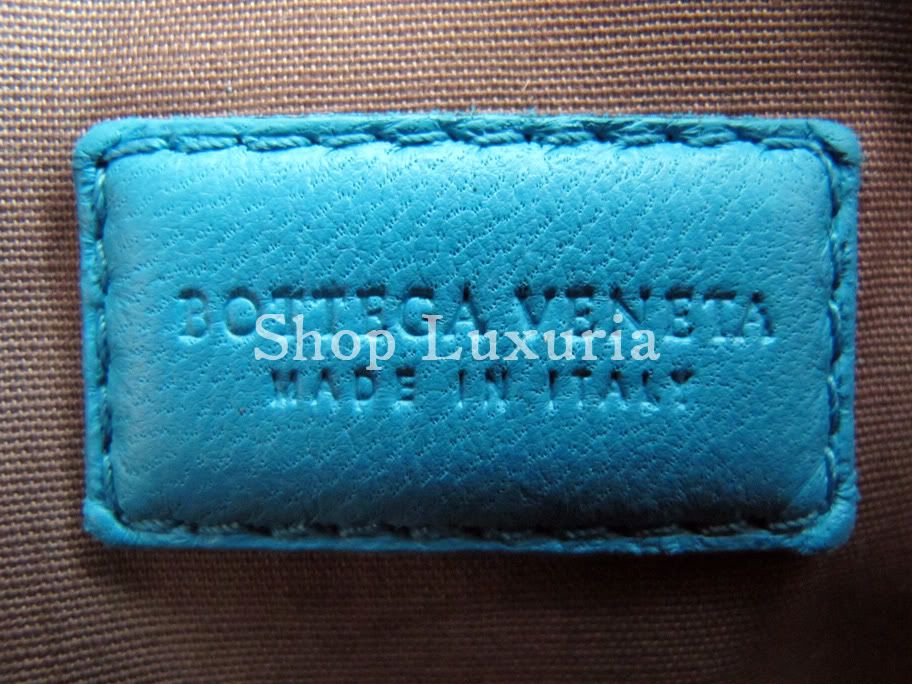 BOTTEGA VENETA
Shop Luxuria
MADE IN ITALY